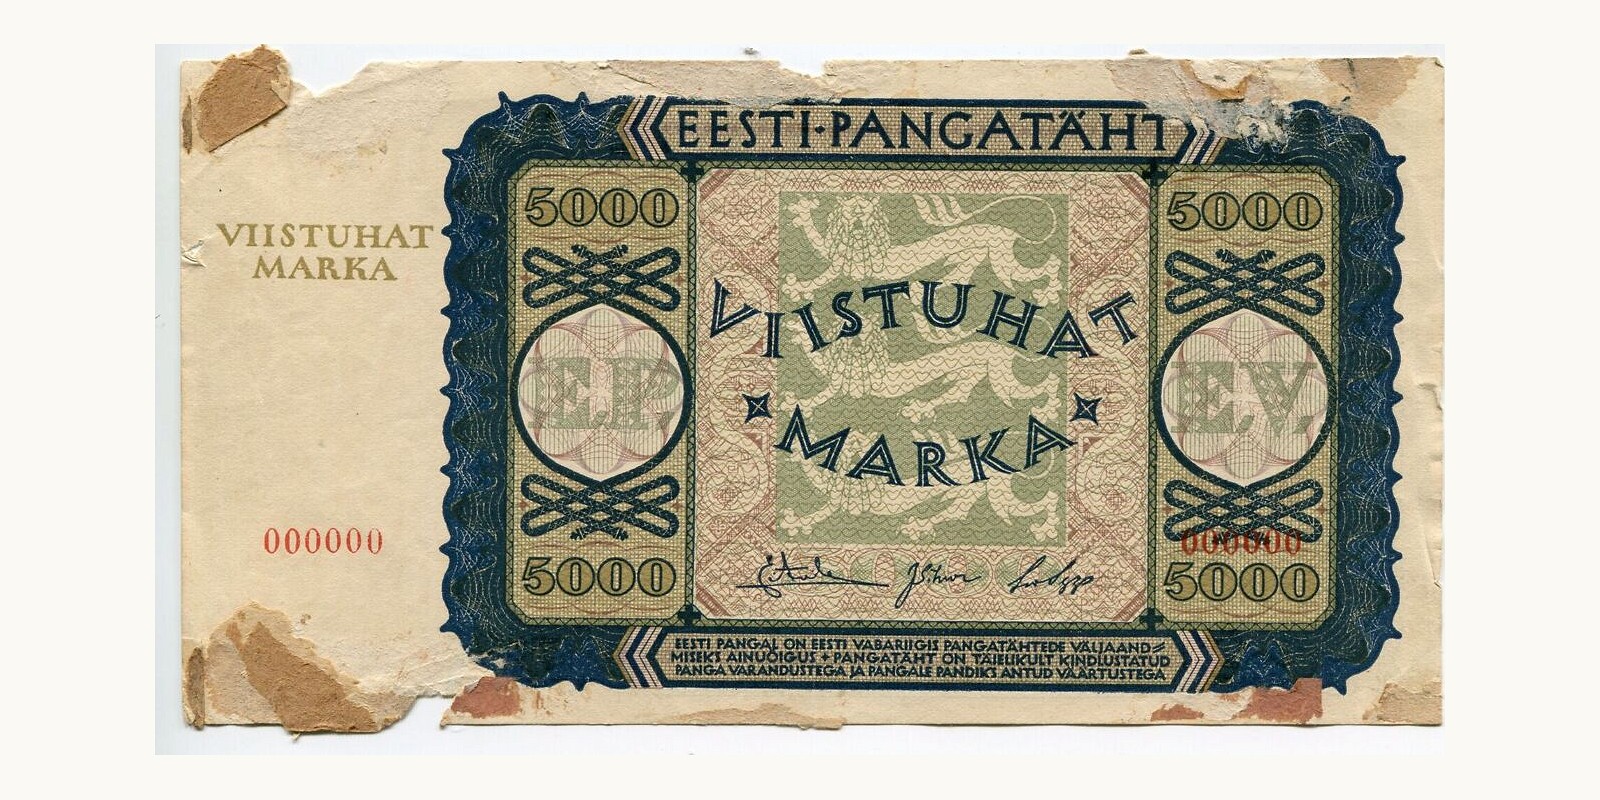 EESTI·PANGATÄHT
5000 5000
VIISTUHAT
MARKA
VIISTUHAT
MARKA
E.P. E.V.
000000 000000
5000 5000
EESTI PANGAL ON EESTI VABARIIGIS PANGATÄHTEDE VÄLJAAND=
MISEKS AINUÕIGUS + PANGATÄHT ON TÄJELIKULT KINDLUSTATUD
PANGA VARANDUSTEGA JA PANGALE PANDIKS ANTUD VÄÄRTUSTEGA